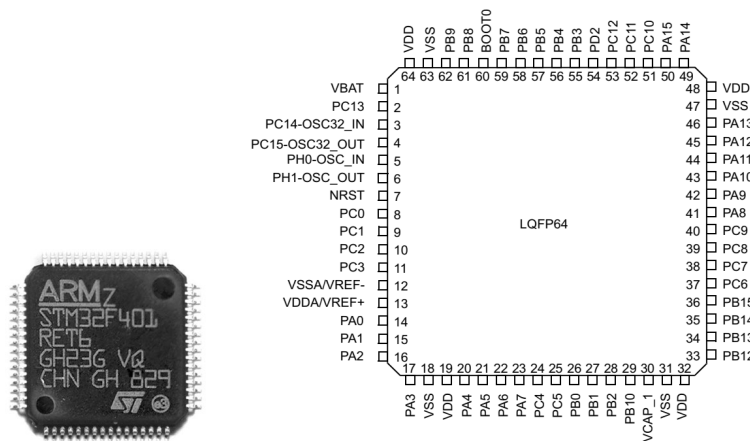 VDD
VSS
PB9
PB8
BOOT0
PB7
PB6
PB5
PB4
PB3
PD2
PC12
PC11
PC10
PA15
PA14
64 63 62 61 60 59 58 57 56 55 54 53 52 51 50 49
VBAT 1
PC13 2
PC14-OSC32_IN 3
PC15-OSC32_OUT 4
PH0-OSC_IN 5
PH1-OSC_OUT 6
NRST 7
PC0 8
PC1 9
PC2 10
PC3 11
VSSA/VREF- 12
VDDA/VREF+ 13
PA0 14
PA1 15
PA2 16
LQFP64
48 VDD
47 VSS
46 PA13
45 PA12
44 PA11
43 PA10
42 PA9
41 PA8
40 PC9
39 PC8
38 PC7
37 PC6
36 PB15
35 PB14
34 PB13
33 PB12
17 18 19 20 21 22 23 24 25 26 27 28 29 30 31 32
PA3
VSS
VDD
PA4
PA5
PA6
PA7
PC4
PC5
PB0
PB1
PB2
PB10
VCAP_1
VSS
VDD
ARM Z
STM32F401
RET6
GH23G VQ
CHN GH 829
ST e3